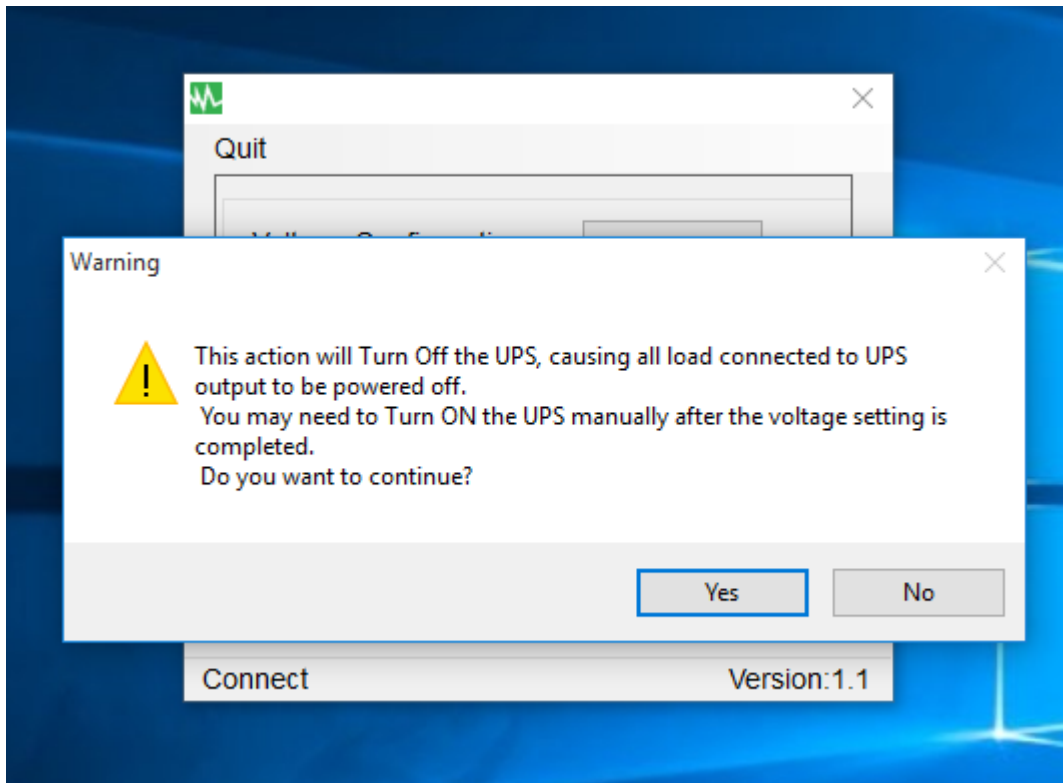 Quit
Warning
This action will Turn Off the UPS, causing all load connected to UPS
output to be powered off.
You may need to Turn ON the UPS manually after the voltage setting is
completed.
Do you want to continue?
Yes
No
Connect
Version:1.1